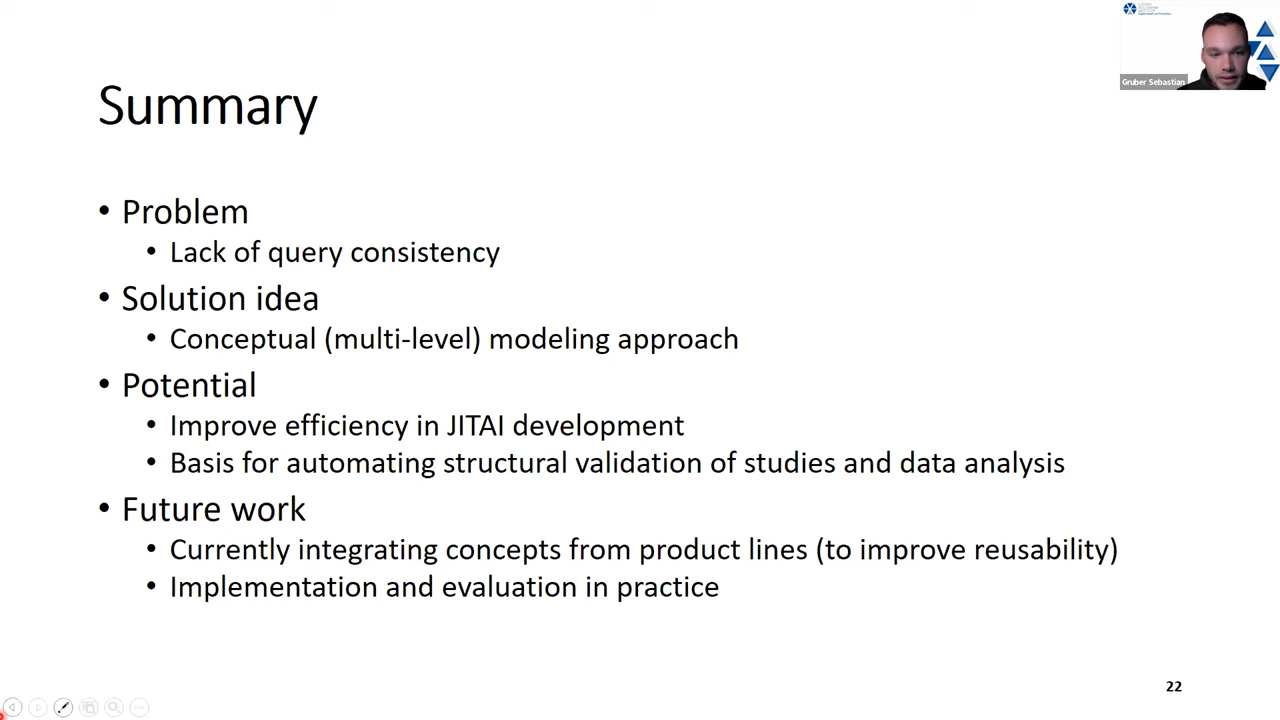 Summary
• Problem
• Lack of query consistency
• Solution idea
• Conceptual (multi-level) modeling approach
• Potential
• Improve efficiency in JITAI development
• Basis for automating structural validation of studies and data analysis
• Future work
• Currently integrating concepts from product lines (to improve reusability)
• Implementation and evaluation in practice
22
Gruber Sebastian